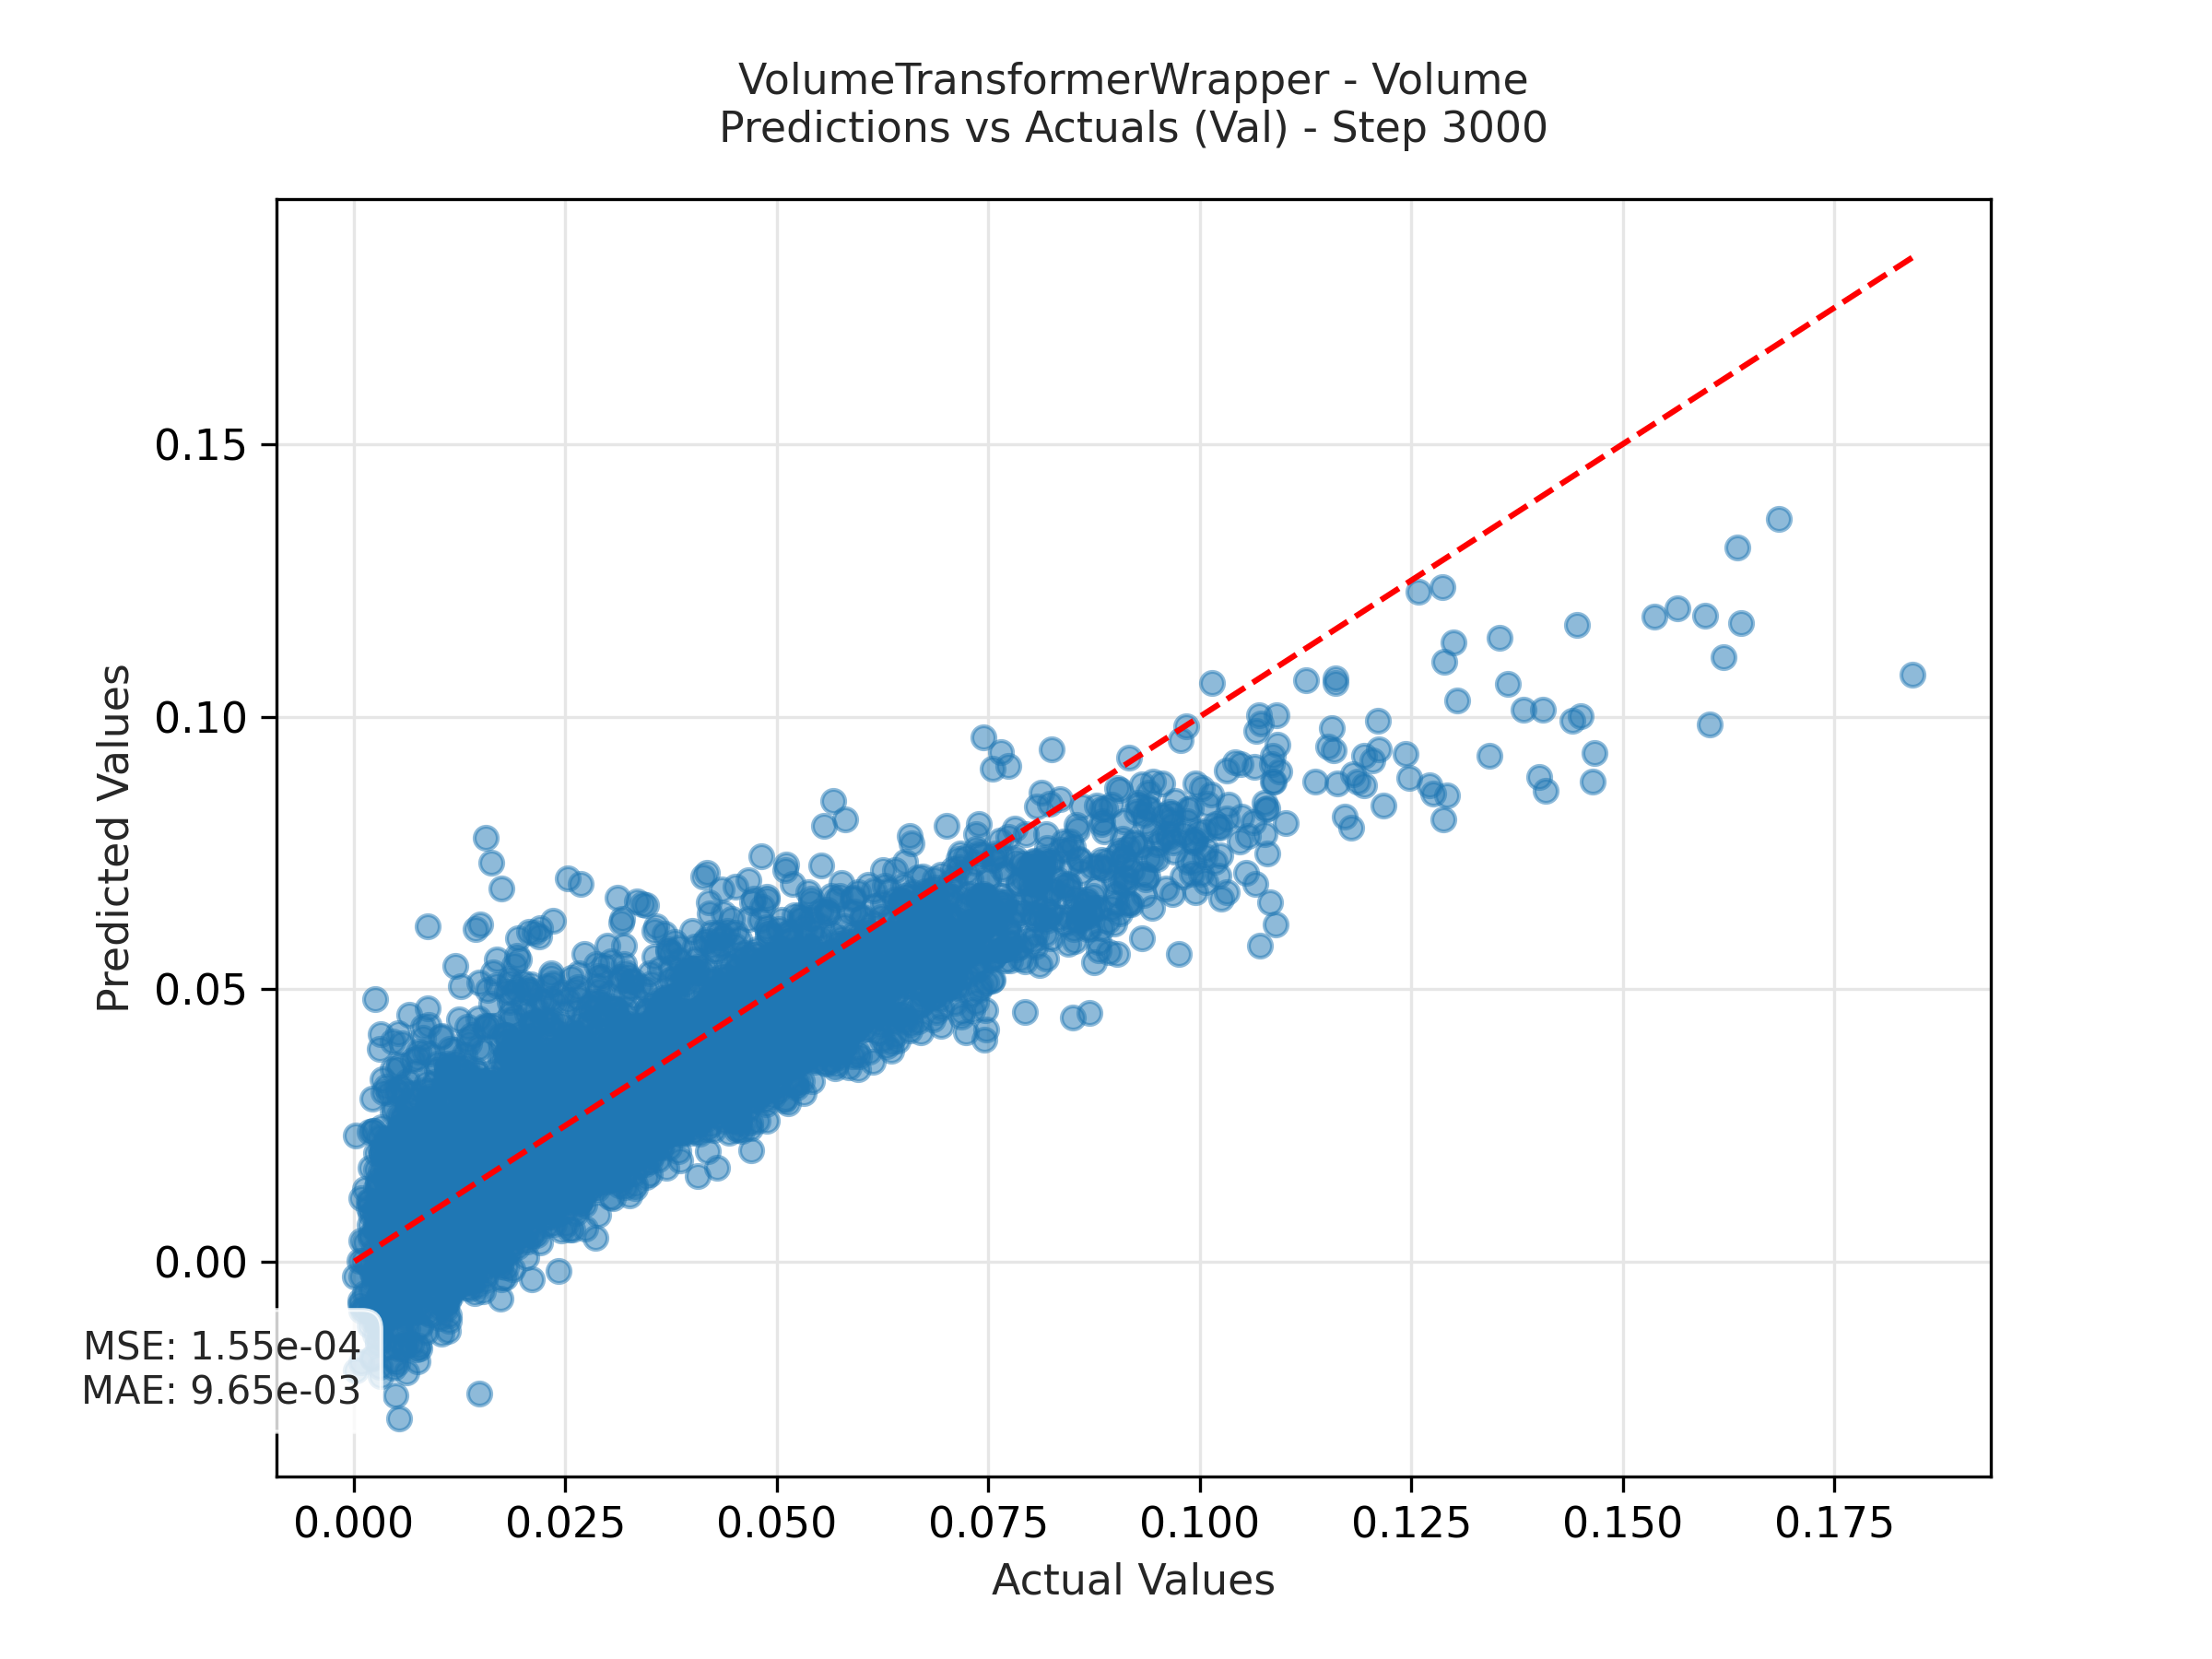 VolumeTransformerWrapper - Volume
Predictions vs Actuals (Val) - Step 3000
Predicted Values
0.15
0.10
0.05
0.00
MSE: 1.55e-04
MAE: 9.65e-03
0.000 0.025 0.050 0.075 0.100 0.125 0.150 0.175
Actual Values